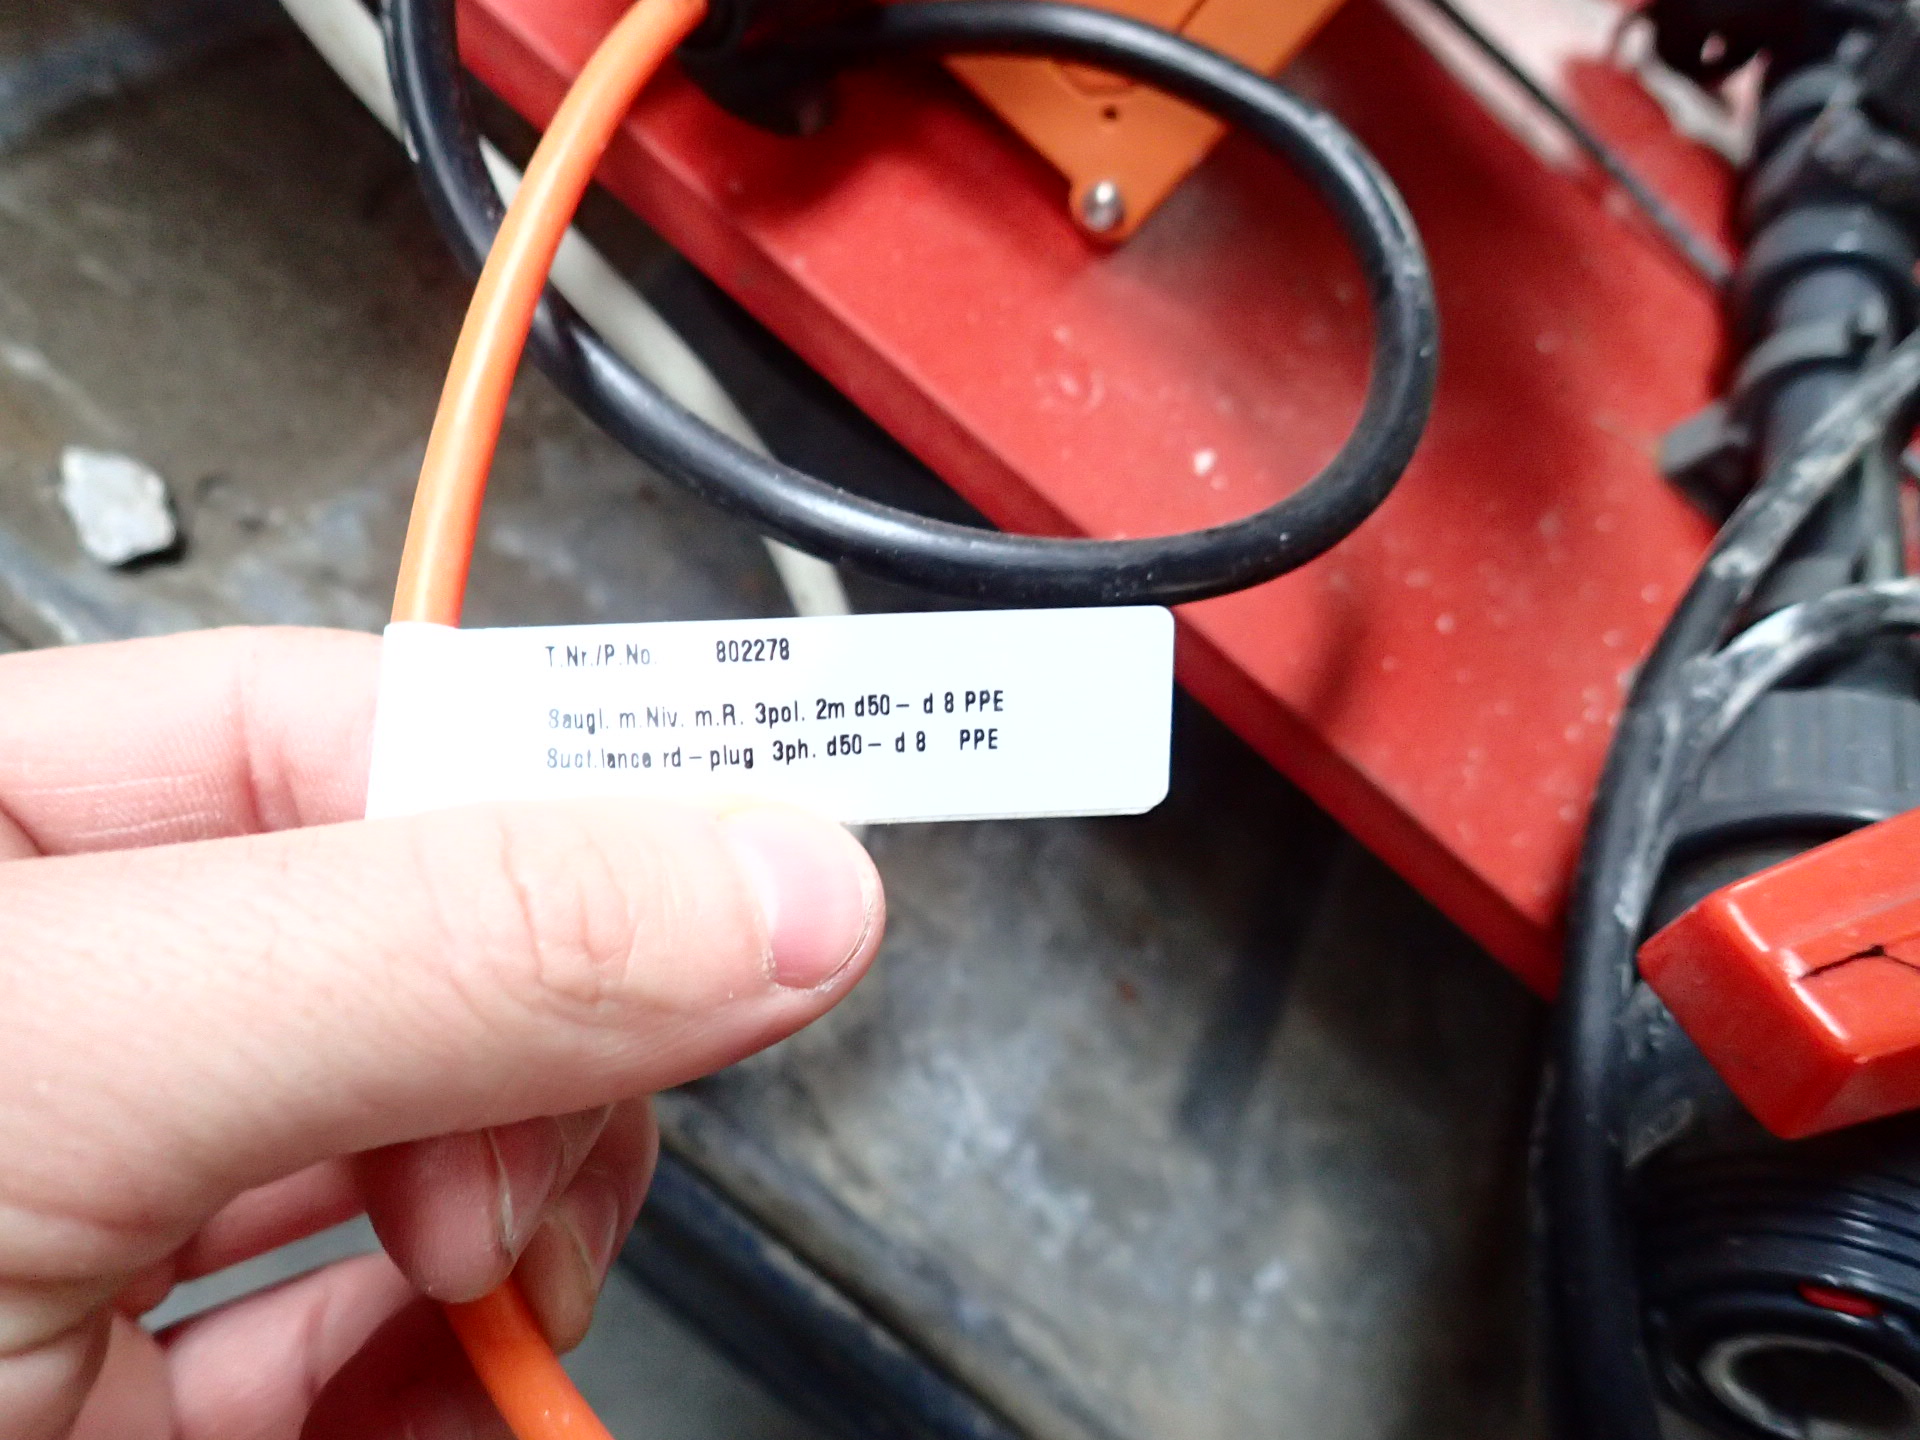 T.Nr./P.No. 802278
Saugl. m.Niv. m.R. 3pol. 2m d50- d 8 PPE
Suct.lance rd-plug 3ph. d50- d 8 PPE